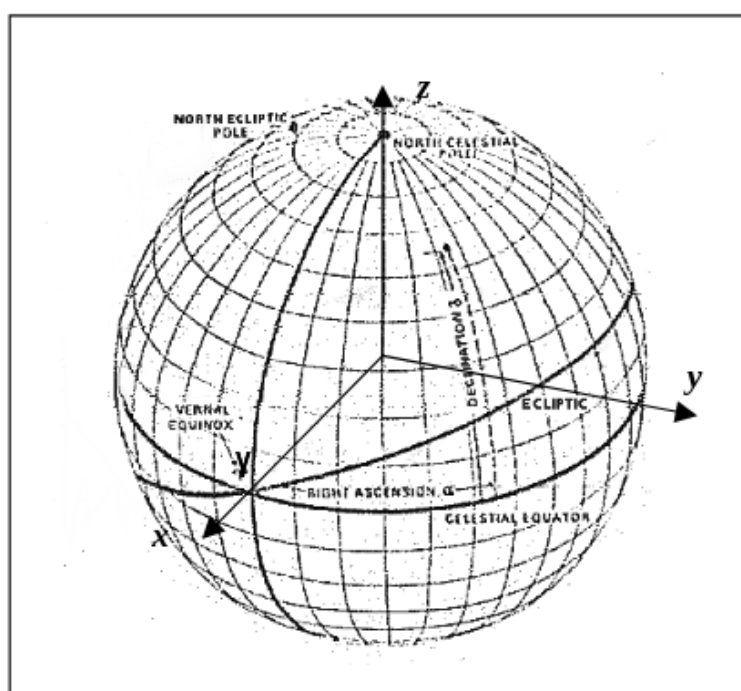 z
NORTH ECLIPTIC
POLE
NORTH CELESTIAL
POLE
DECLINATION δ
y
ECLIPTIC
VERNAL
EQUINOX
γ
RIGHT ASCENSION α
CELESTIAL EQUATOR
x